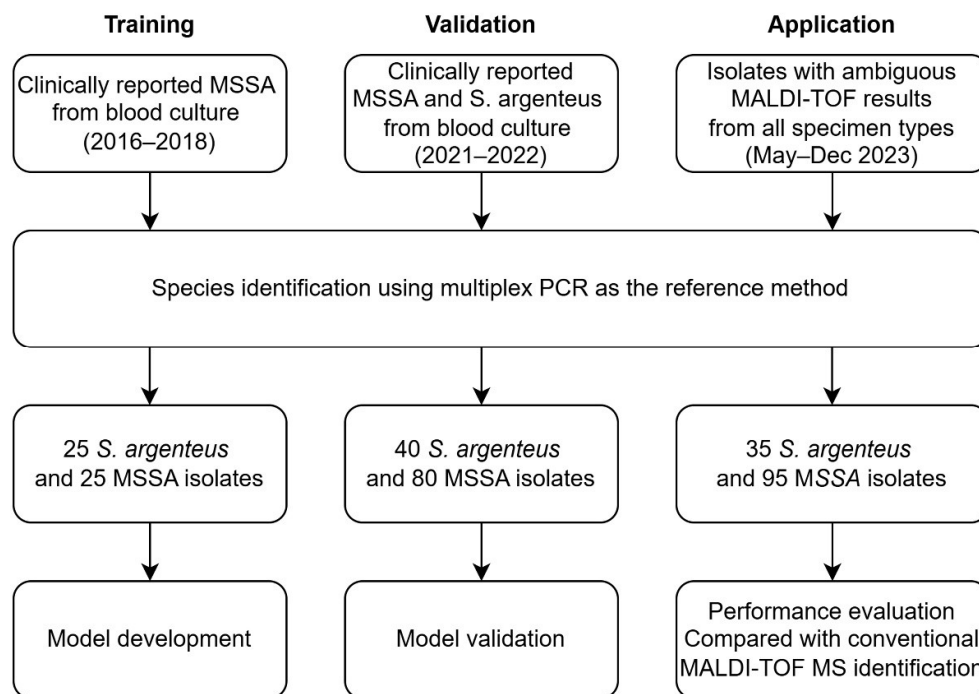 Training
Validation
Application
Clinically reported MSSA
from blood culture
(2016–2018)
Clinically reported
MSSA and S. argenteus
from blood culture
(2021–2022)
Isolates with ambiguous
MALDI-TOF results
from all specimen types
(May–Dec 2023)
Species identification using multiplex PCR as the reference method
25 S. argenteus
and 25 MSSA isolates
40 S. argenteus
and 80 MSSA isolates
35 S. argenteus
and 95 MSSA isolates
Model development
Model validation
Performance evaluation
Compared with conventional
MALDI-TOF MS identification